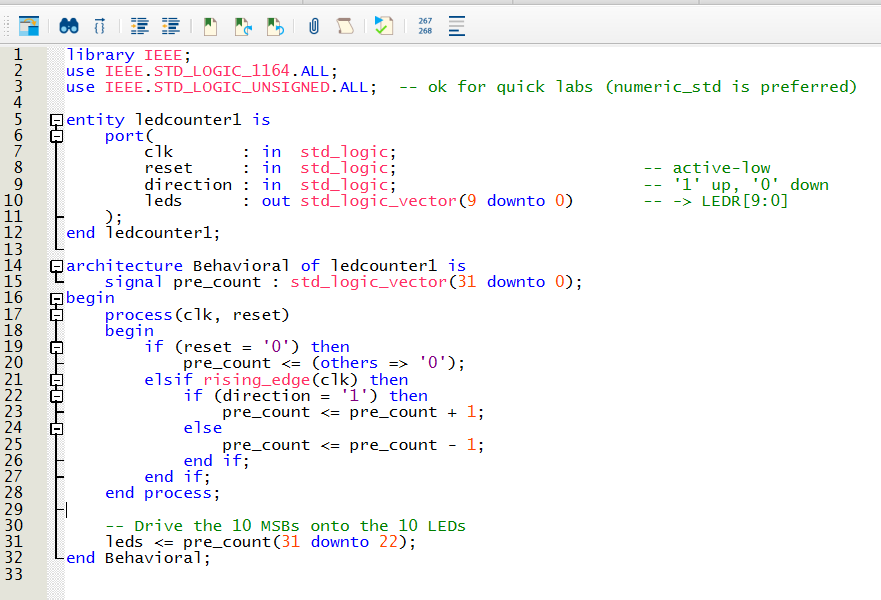 267
268
1 library IEEE;
2 use IEEE.STD_LOGIC_1164.ALL;
3 use IEEE.STD_LOGIC_UNSIGNED.ALL;  -- ok for quick labs (numeric_std is preferred)
4
5 entity ledcounter1 is
6     port(
7         clk       : in  std_logic;
8         reset     : in  std_logic;                         -- active-low
9         direction : in  std_logic;                         -- '1' up, '0' down
10         leds      : out std_logic_vector(9 downto 0)       -- -> LEDR[9:0]
11     );
12 end ledcounter1;
13
14 architecture Behavioral of ledcounter1 is
15     signal pre_count : std_logic_vector(31 downto 0);
16 begin
17     process(clk, reset)
18     begin
19         if (reset = '0') then
20             pre_count <= (others => '0');
21         elsif rising_edge(clk) then
22             if (direction = '1') then
23                 pre_count <= pre_count + 1;
24             else
25                 pre_count <= pre_count - 1;
26             end if;
27         end if;
28     end process;
29
30     -- Drive the 10 MSBs onto the 10 LEDs
31     leds <= pre_count(31 downto 22);
32 end Behavioral;
33